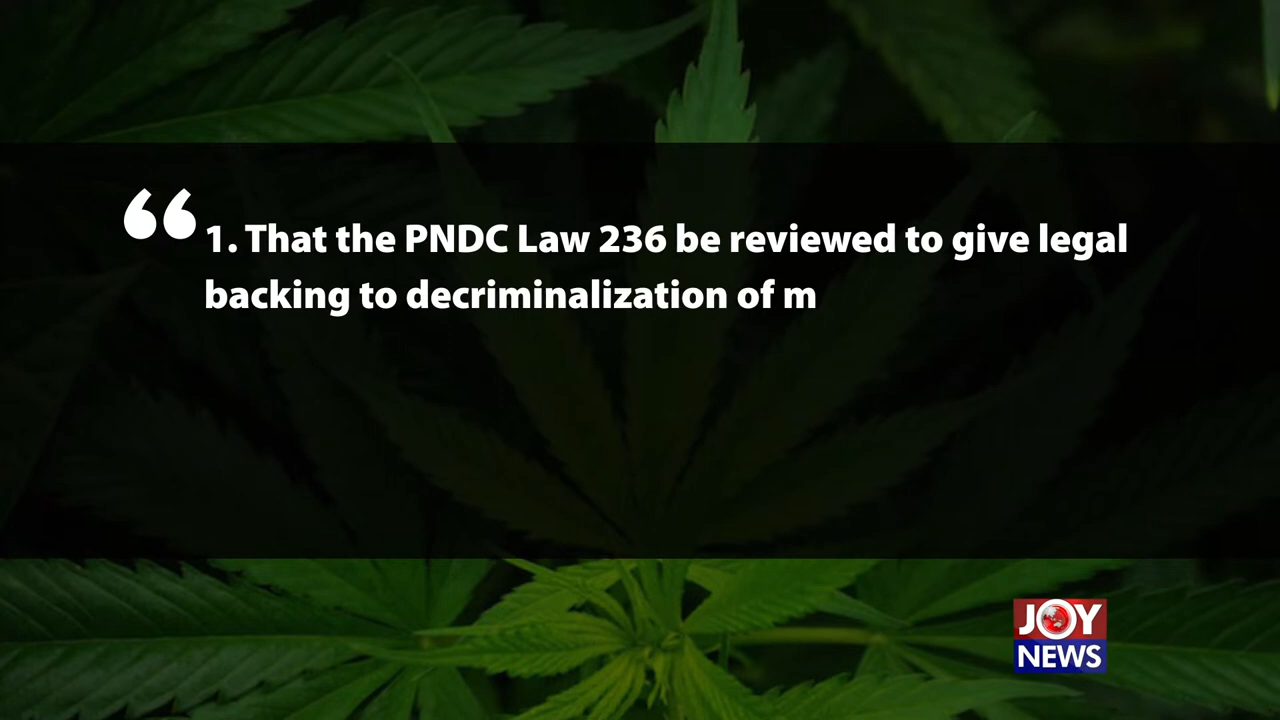 “
1. That the PNDC Law 236 be reviewed to give legal
backing to decriminalization of m
JOY
NEWS